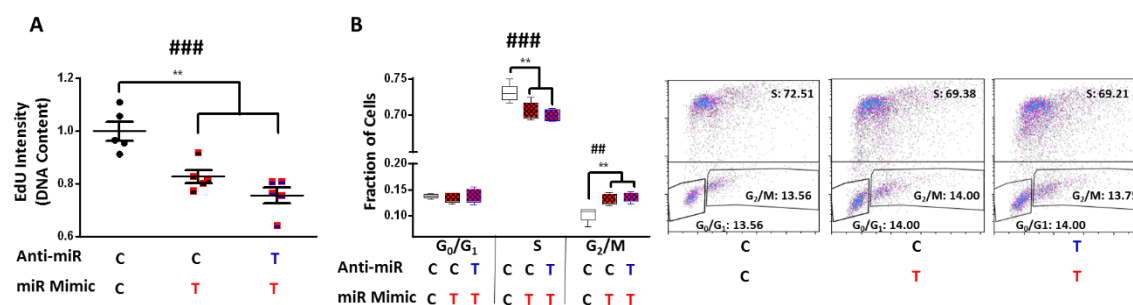 A
###
**
EdU Intensity
(DNA Content)
1.2
1.0
0.8
0.6
Anti-miR C C T
miR Mimic C T T
B
###
**
##
**
Fraction of Cells
0.75
0.70
0.20
0.15
0.10
G₀/G₁ S G₂/M
Anti-miR C C T C C T C C T
miR Mimic C T T C T T C T T
S: 72.51
G₂/M: 13.56
G₀/G₁: 13.56
C
C
S: 69.38
G₂/M: 14.00
G₀/G₁: 14.00
C
T
S: 69.21
G₂/M: 13.75
G₀/G1: 14.00
T
T